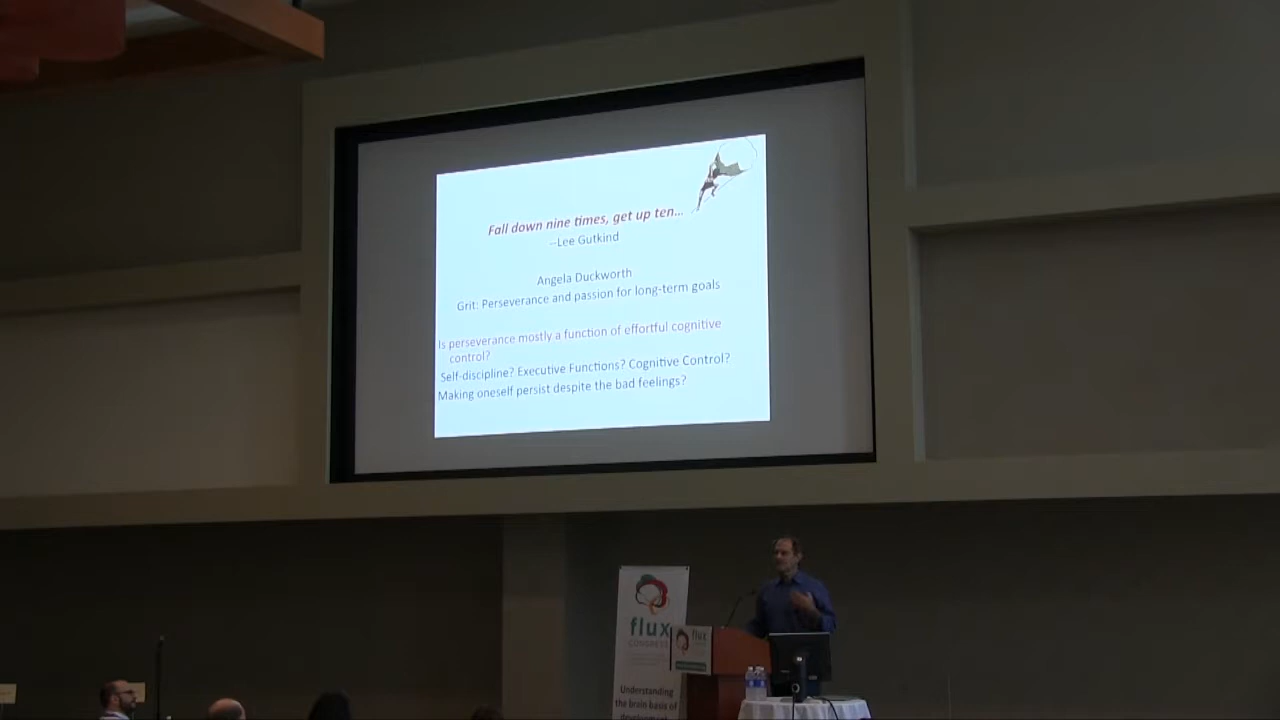 Fall down nine times, get up ten...
--Lee Gutkind
Angela Duckworth
Grit: Perseverance and passion for long-term goals
Is perseverance mostly a function of effortful cognitive
control?
Self-discipline? Executive Functions? Cognitive Control?
Making oneself persist despite the bad feelings?
flux
CONGRESS
flux
Understanding
the brain basis of
development